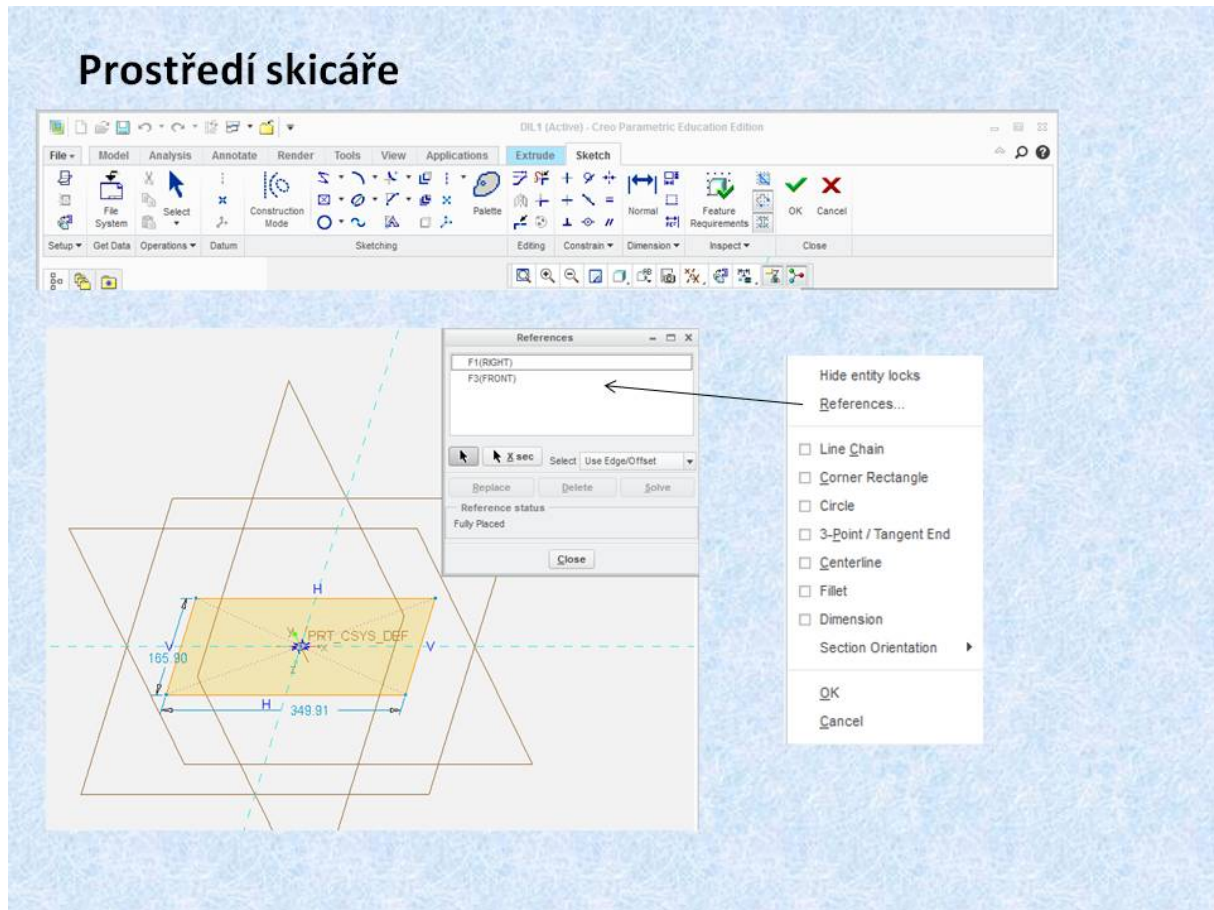 Prostředí skicáře
DIL1 (Active) - Creo Parametric Education Edition
File Model Analysis Annotate Render Tools View Applications Extrude Sketch
File System
Select
Construction Mode
Palette
Normal
Feature Requirements
OK Cancel
Setup Get Data Operations Datum Sketching Editing Constrain Dimension Inspect Close
References
F1(RIGHT)
F3(FRONT)
X sec Select Use Edge/Offset
Replace Delete Solve
Reference status
Fully Placed
Close
H
Y PRT_CSYS_DEF
X
V V
165.90
Z
H 349.91
Hide entity locks
References...
Line Chain
Corner Rectangle
Circle
3-Point / Tangent End
Centerline
Fillet
Dimension
Section Orientation
OK
Cancel